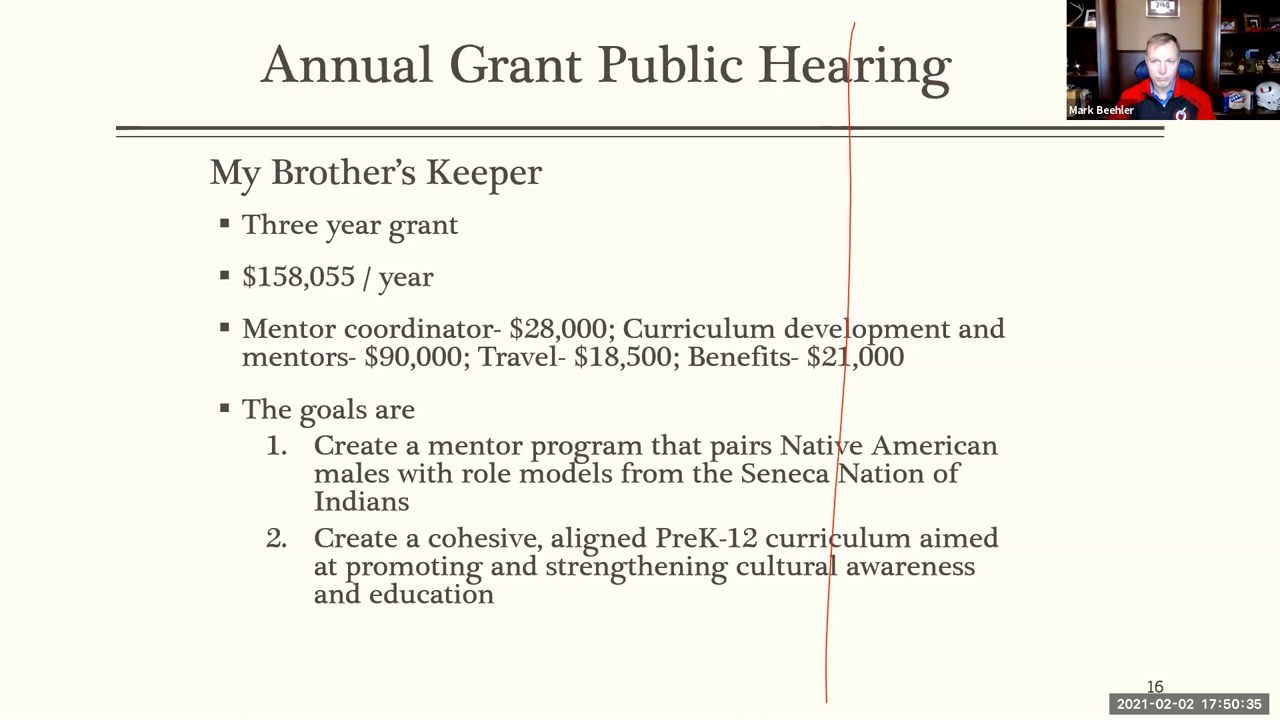 Annual Grant Public Hearing
794
Mark Beehler
My Brother’s Keeper
▪ Three year grant
▪ $158,055 / year
▪ Mentor coordinator- $28,000; Curriculum development and
mentors- $90,000; Travel- $18,500; Benefits- $21,000
▪ The goals are
1. Create a mentor program that pairs Native American
males with role models from the Seneca Nation of
Indians
2. Create a cohesive, aligned PreK-12 curriculum aimed
at promoting and strengthening cultural awareness
and education
16
2021-02-02 17:50:35